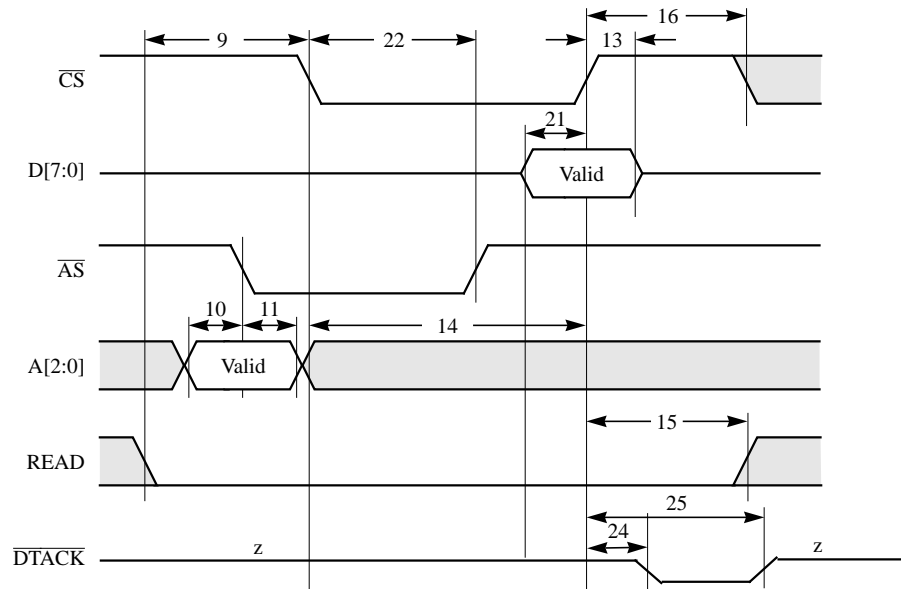 16
9
22
13
CS
21
D[7:0]
Valid
AS
10
11
14
A[2:0]
Valid
15
READ
25
24
DTACK
z
z